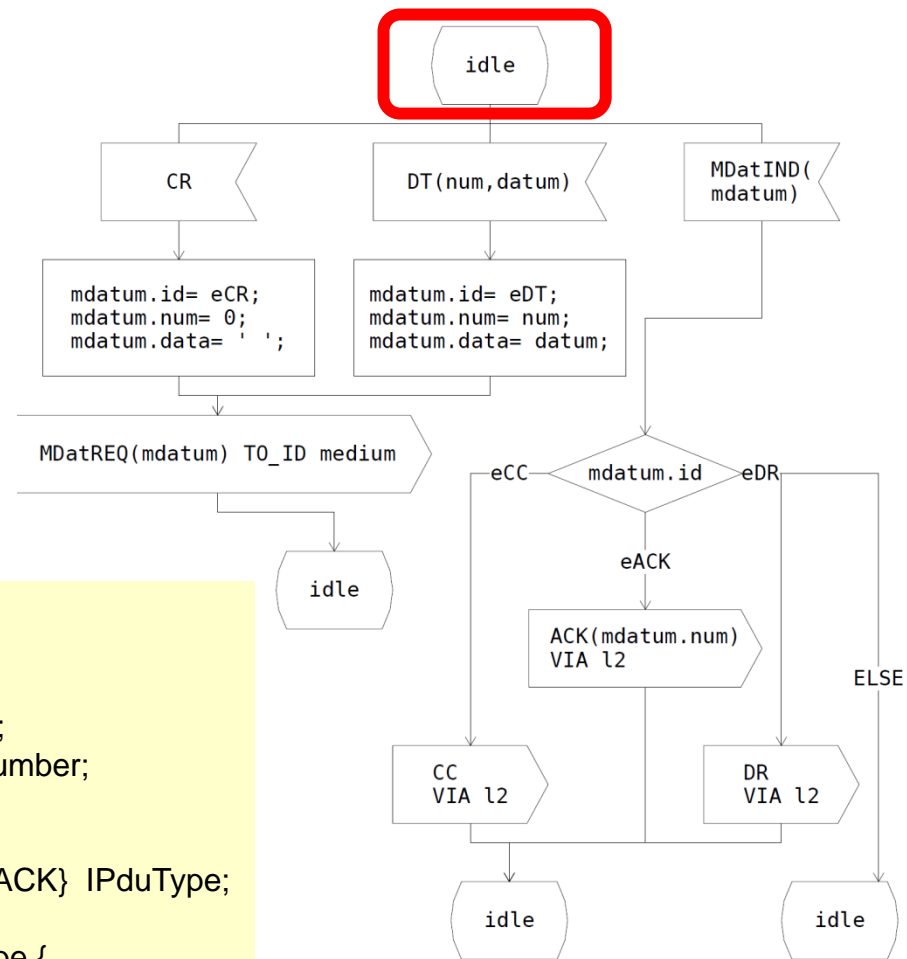 idle
CR
DT(num,datum)
MDatIND(
mdatum)
mdatum.id= eCR;
mdatum.num= 0;
mdatum.data= ' ';
mdatum.id= eDT;
mdatum.num= num;
mdatum.data= datum;
MDatREQ(mdatum) TO_ID medium
idle
eCC
mdatum.id
eDR
eACK
ACK(mdatum.num)
VIA l2
ELSE
CC
VIA l2
DR
VIA l2
idle
idle
;
umber;
ACK} IPduType;
pe {